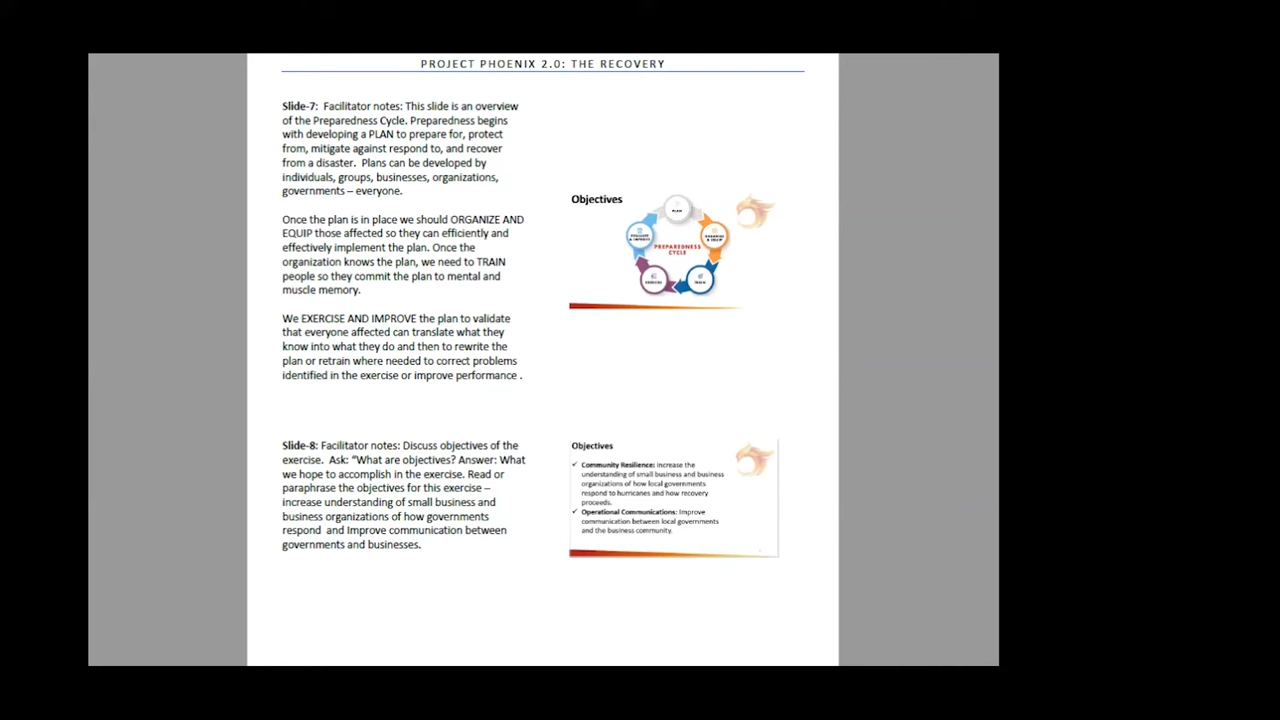 PROJECT PHOENIX 2.0: THE RECOVERY
Slide-7: Facilitator notes: This slide is an overview
of the Preparedness Cycle. Preparedness begins
with developing a PLAN to prepare for, protect
from, mitigate against respond to, and recover
from a disaster. Plans can be developed by
individuals, groups, businesses, organizations,
governments – everyone.
Once the plan is in place we should ORGANIZE AND
EQUIP those affected so they can efficiently and
effectively implement the plan. Once the
organization knows the plan, we need to TRAIN
people so they commit the plan to mental and
muscle memory.
We EXERCISE AND IMPROVE the plan to validate
that everyone affected can translate what they
know into what they do and then to rewrite the
plan or retrain where needed to correct problems
identified in the exercise or improve performance .
Objectives
PLAN
ORGANIZE
& EQUIP
TRAIN
EXERCISE
EVALUATE
& IMPROVE
PREPAREDNESS
CYCLE
Slide-8: Facilitator notes: Discuss objectives of the
exercise. Ask: "What are objectives? Answer: What
we hope to accomplish in the exercise. Read or
paraphrase the objectives for this exercise –
increase understanding of small business and
business organizations of how governments
respond and Improve communication between
governments and businesses.
Objectives
✓ Community Resilience: Increase the
understanding of small business and business
organizations of how local governments
respond to hurricanes and how recovery
proceeds.
✓ Operational Communications: Improve
communication between local governments
and the business community.